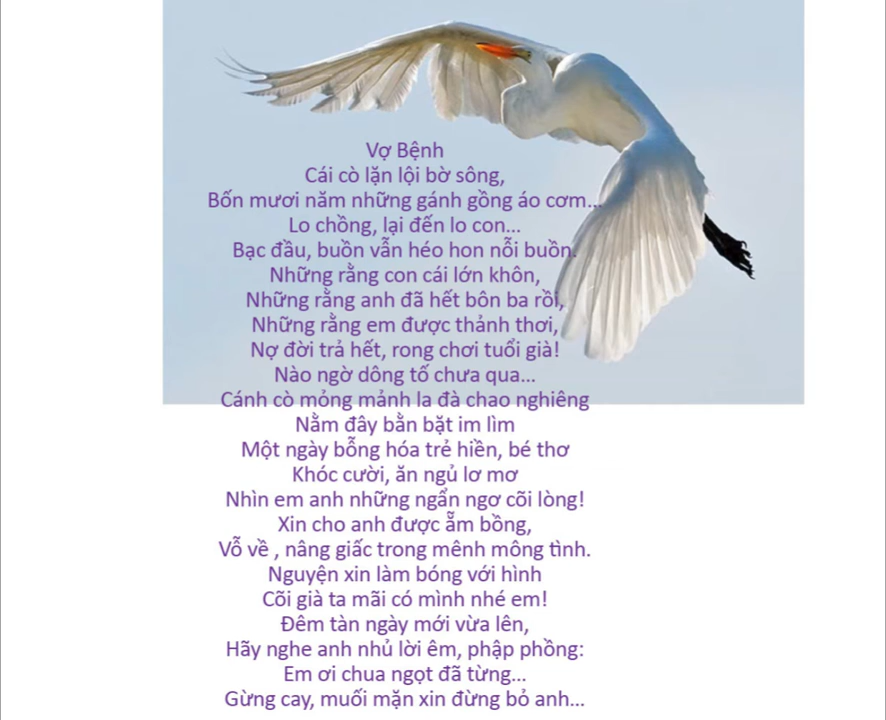 Vợ Bệnh
Cái cò lặn lội bờ sông,
Bốn mươi năm những gánh gồng áo cơm...
Lo chồng, lại đến lo con...
Bạc đầu, buồn vẫn héo hon nỗi buồn.
Những rằng con cái lớn khôn,
Những rằng anh đã hết bôn ba rồi,
Những rằng em được thảnh thơi,
Nợ đời trả hết, rong chơi tuổi già!
Nào ngờ dông tố chưa qua...
Cánh cò mỏng mảnh la đà chao nghiêng
Nằm đây bằn bặt im lìm
Một ngày bỗng hóa trẻ hiền, bé thơ
Khóc cười, ăn ngủ lơ mơ
Nhìn em anh những ngẩn ngơ cõi lòng!
Xin cho anh được ẵm bồng,
Vỗ về , nâng giấc trong mênh mông tình.
Nguyện xin làm bóng với hình
Cõi già ta mãi có mình nhé em!
Đêm tàn ngày mới vừa lên,
Hãy nghe anh nhủ lời êm, phập phồng:
Em ơi chua ngọt đã từng...
Gừng cay, muối mặn xin đừng bỏ anh...